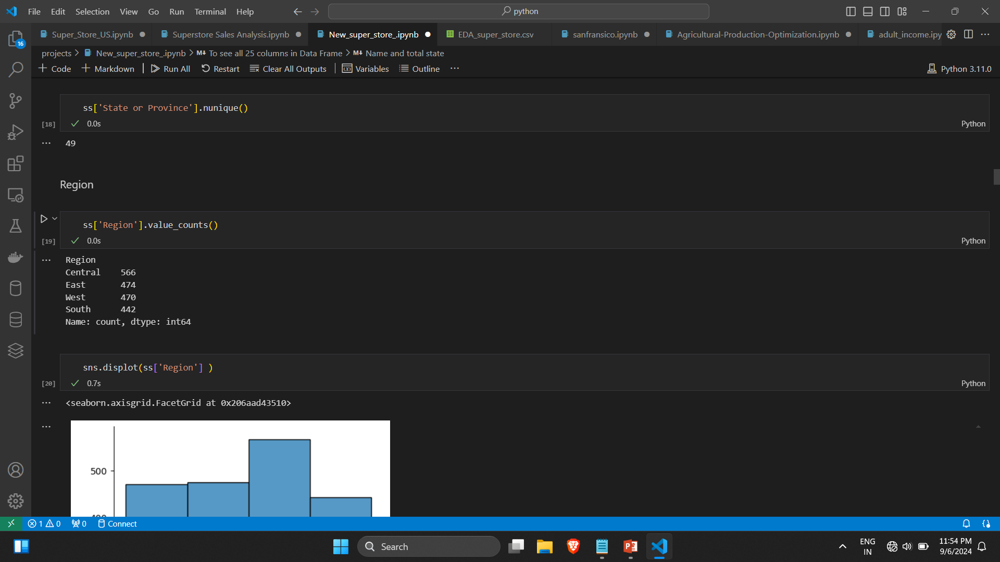 File Edit Selection View Go Run Terminal Help
python
Super_Store_US.ipynb
Superstore Sales Analysis.ipynb
New_super_store_.ipynb
EDA_super_store.csv
sanfransico.ipynb
Agricultural-Production-Optimization.ipynb
adult_income.ipy
16
projects > New_super_store_.ipynb > M↓ To see all 25 columns in Data Frame > M↓ Name and total state
+ Code + Markdown | Run All Restart Clear All Outputs | Variables Outline ...
Python 3.11.0
ss['State or Province'].nunique()
[18] 0.0s
Python
49
Region
ss['Region'].value_counts()
[19] 0.0s
Python
Region
Central 566
East 474
West 470
South 442
Name: count, dtype: int64
sns.displot(ss['Region'] )
[20] 0.7s
Python
<seaborn.axisgrid.FacetGrid at 0x206aad43510>
500
1 0 0 Connect
Search
ENG
IN
11:54 PM
9/6/2024